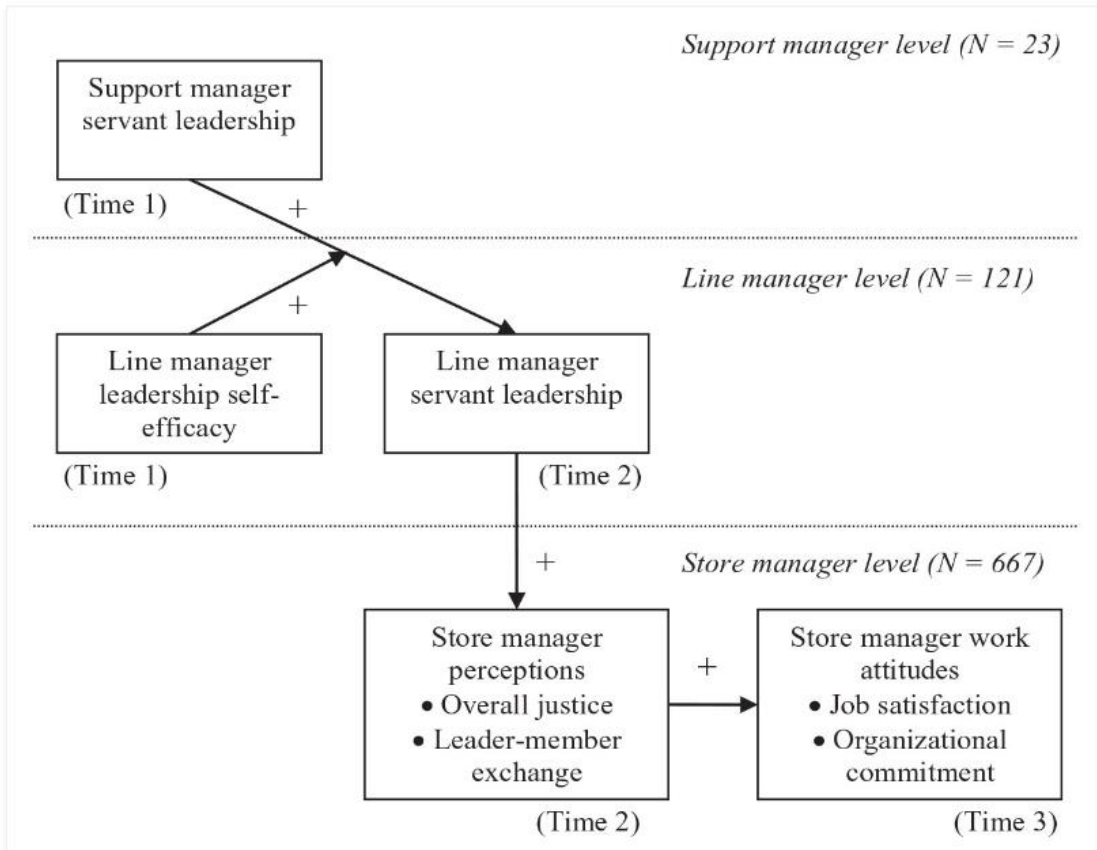 Support manager level (N = 23)
Support manager
servant leadership
(Time 1)
+
Line manager level (N = 121)
+
Line manager
leadership self-
efficacy
(Time 1)
Line manager
servant leadership
(Time 2)
+
Store manager level (N = 667)
Store manager
perceptions
• Overall justice
• Leader-member
exchange
(Time 2)
+
Store manager work
attitudes
• Job satisfaction
• Organizational
commitment
(Time 3)